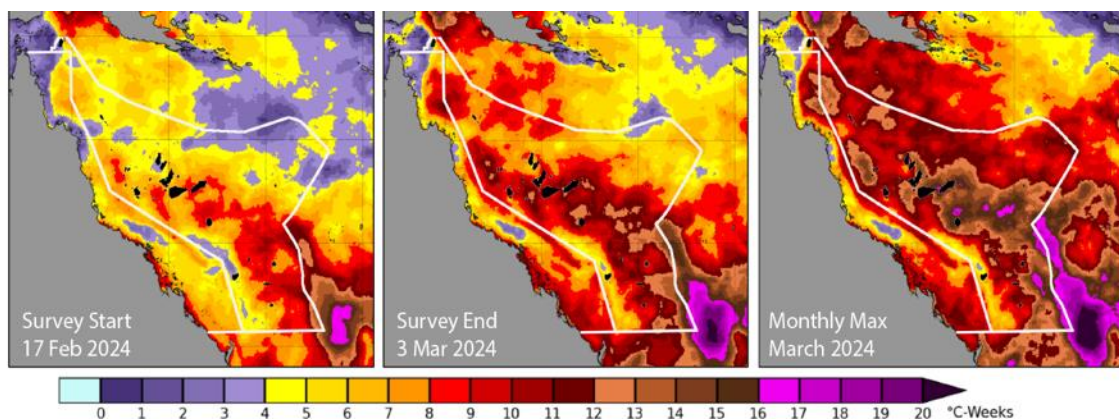 Survey Start
17 Feb 2024
Survey End
3 Mar 2024
Monthly Max
March 2024
0 1 2 3 4 5 6 7 8 9 10 11 12 13 14 15 16 17 18 19 20 °C-Weeks